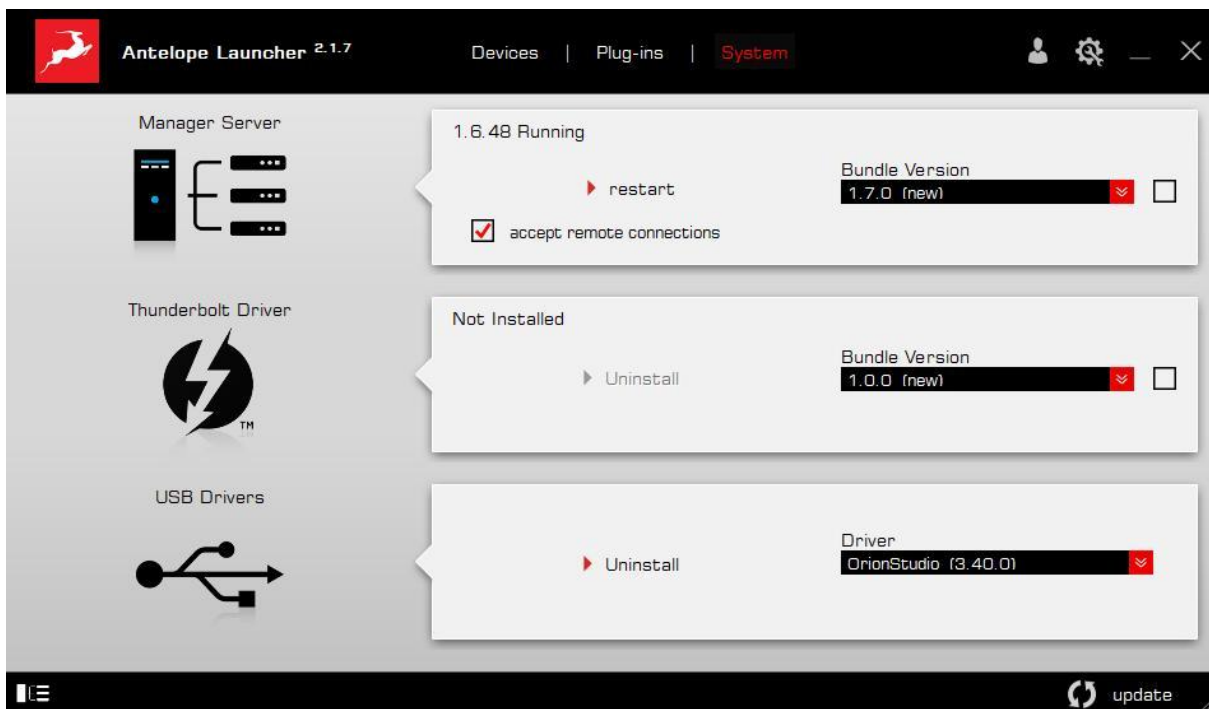 Antelope Launcher 2.1.7
Devices | Plug-ins | System
Manager Server
1.6.48 Running
restart
Bundle Version
1.7.0 (new)
accept remote connections
Thunderbolt Driver
TM
Not Installed
Uninstall
Bundle Version
1.0.0 (new)
USB Drivers
Uninstall
Driver
OrionStudio (3.40.0)
update